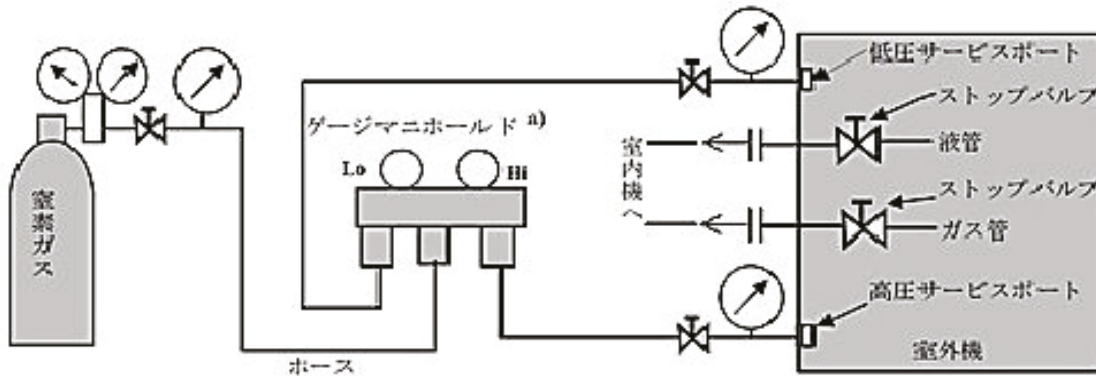 低圧サービスポート
ストップバルブ
ゲージマニホールド a)
液管
Lo
Hi
室内機へ
ストップバルブ
窒素ガス
ガス管
高圧サービスポート
室外機
ホース